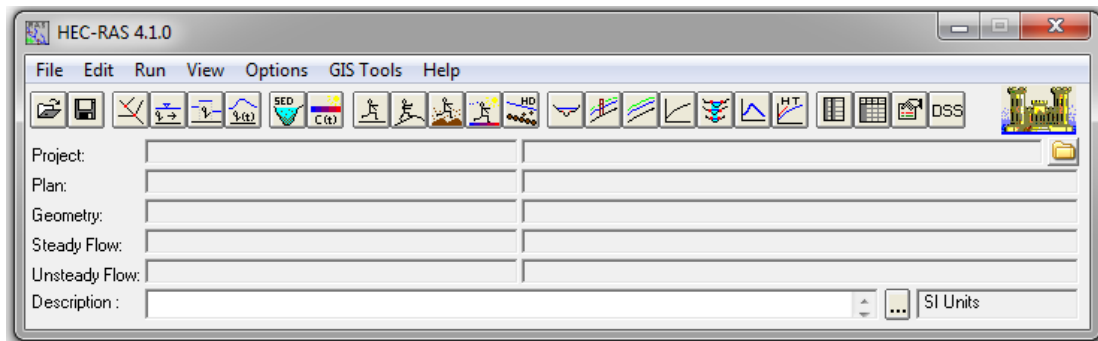 HEC-RAS 4.1.0
File Edit Run View Options GIS Tools Help
SED C(t) HD HT DSS
Project:
Plan:
Geometry:
Steady Flow:
Unsteady Flow:
Description : ... SI Units